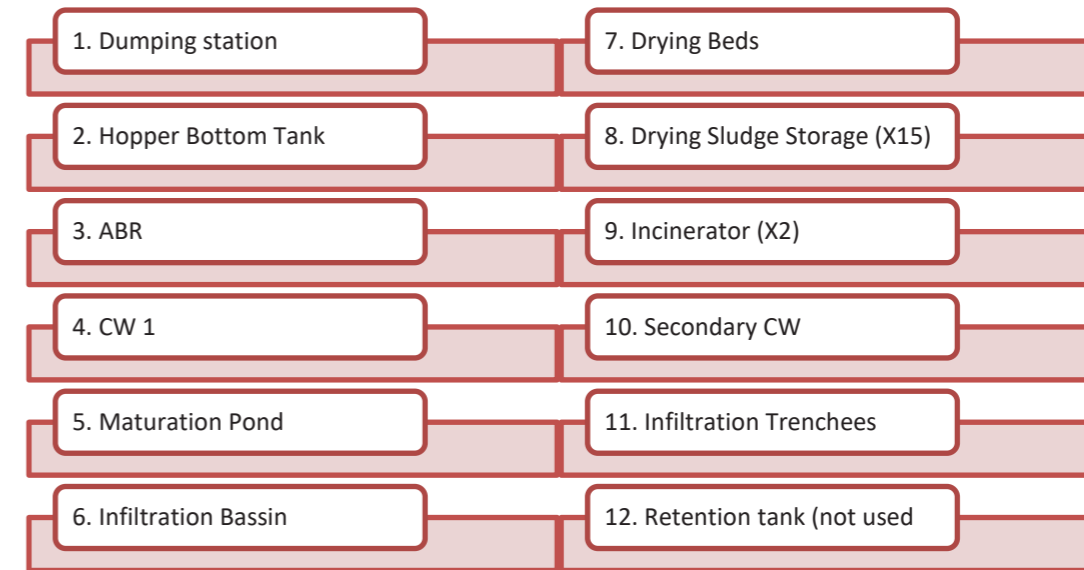 1. Dumping station
2. Hopper Bottom Tank
3. ABR
4. CW 1
5. Maturation Pond
6. Infiltration Bassin
7. Drying Beds
8. Drying Sludge Storage (X15)
9. Incinerator (X2)
10. Secondary CW
11. Infiltration Trenchees
12. Retention tank (not used